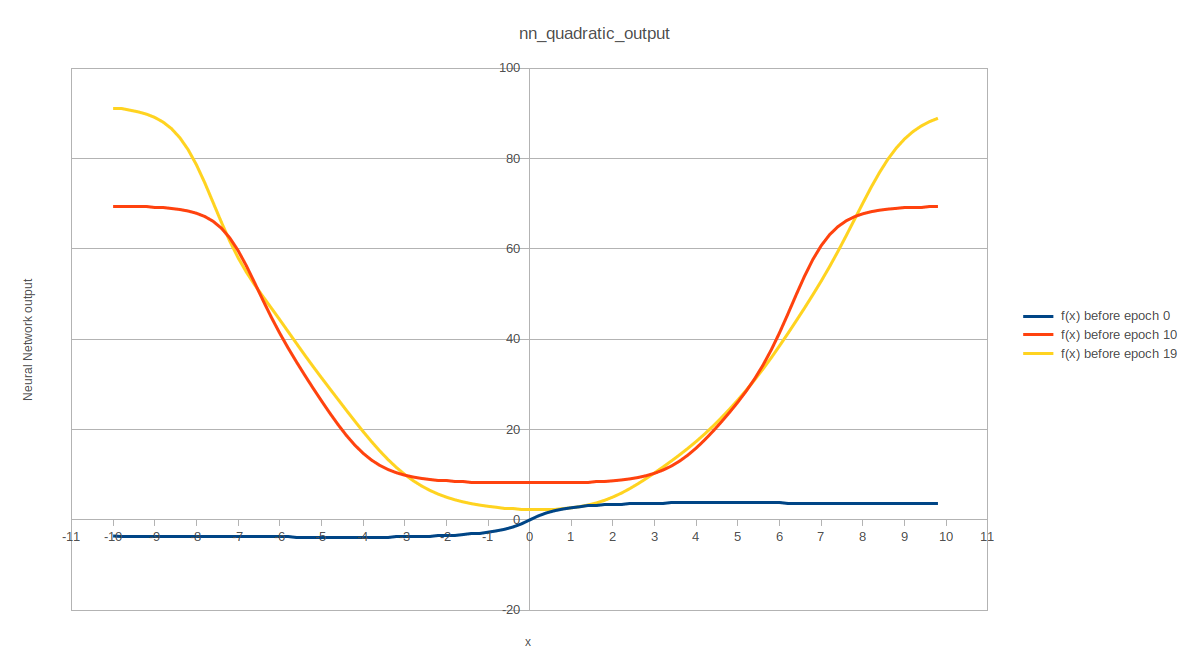 nn_quadratic_output
100
80
60
40
20
0
-20
-11 -10 -9 -8 -7 -6 -5 -4 -3 -2 -1 0 1 2 3 4 5 6 7 8 9 10 11
x
Neural Network output
f(x) before epoch 0
f(x) before epoch 10
f(x) before epoch 19